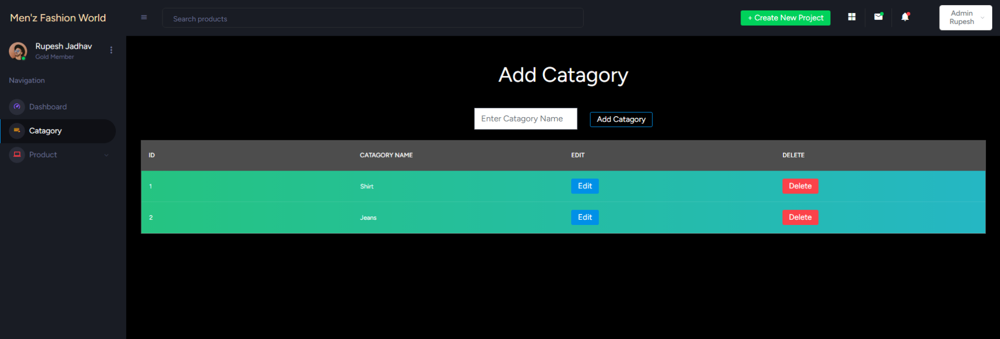 Men'z Fashion World
Search products
+ Create New Project
Admin
Rupesh
Rupesh Jadhav
Gold Member
Navigation
Dashboard
Catagory
Product
Add Catagory
Enter Catagory Name
Add Catagory
ID CATAGORY NAME EDIT DELETE
1 Shirt Edit Delete
2 Jeans Edit Delete